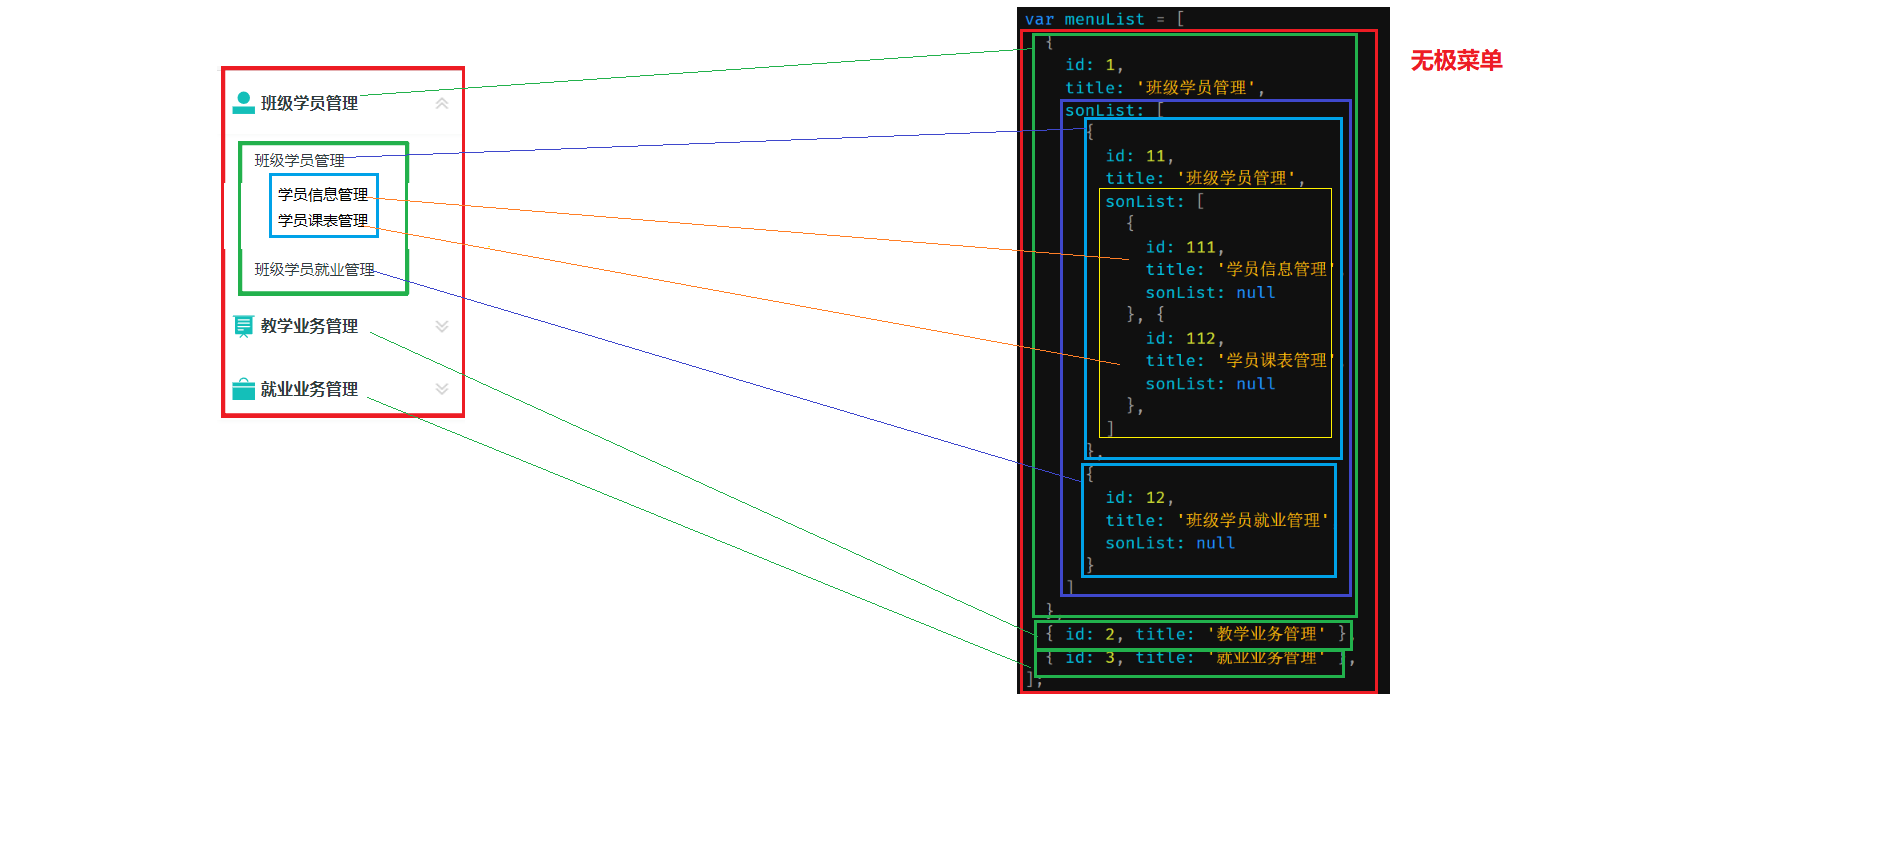 班级学员管理
班级学员管理
学员信息管理
学员课表管理
班级学员就业管理
教学业务管理
就业业务管理
var menuList = [
{
id: 1,
title: '班级学员管理',
sonList: [
{
id: 11,
title: '班级学员管理',
sonList: [
{
id: 111,
title: '学员信息管理'
sonList: null
}, {
id: 112,
title: '学员课表管理'
sonList: null
},
]
},
{
id: 12,
title: '班级学员就业管理'
sonList: null
}
]
},
{ id: 2, title: '教学业务管理' },
{ id: 3, title: '就业业务管理' },
];
无极菜单